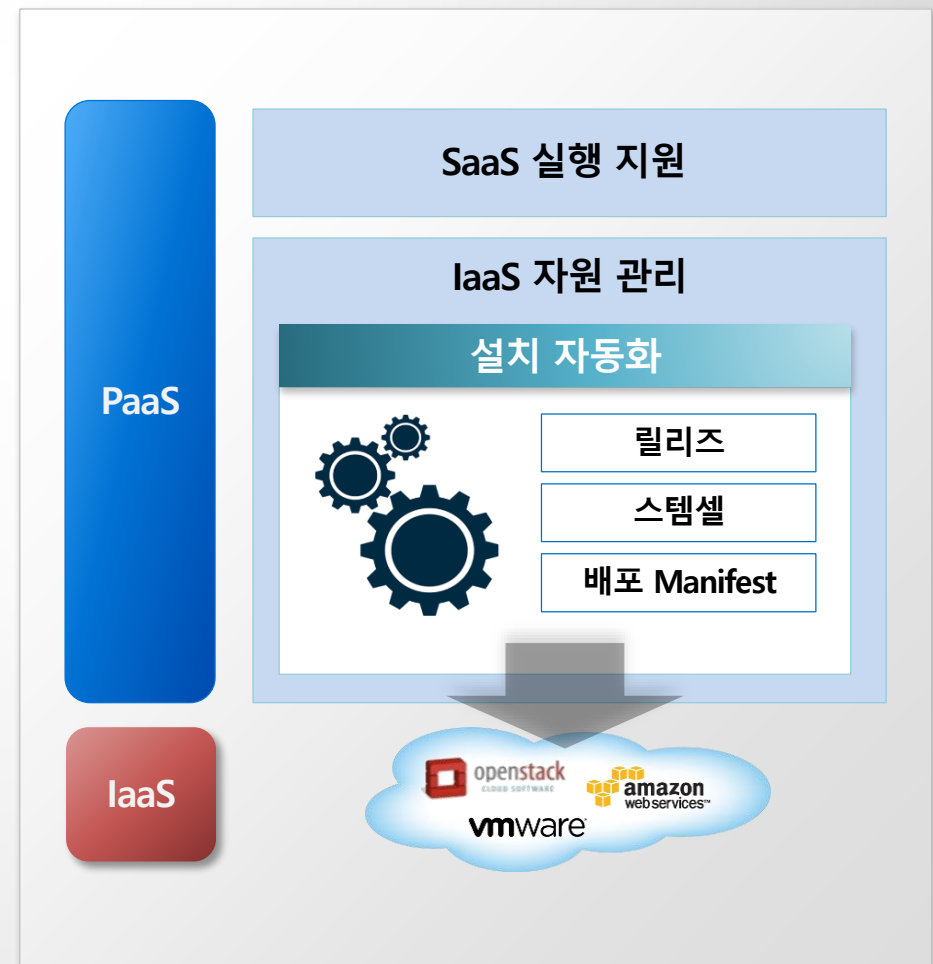 PaaS
SaaS 실행 지원
IaaS 자원 관리
설치 자동화
릴리즈
스템셀
배포 Manifest
IaaS
openstack
CLOUD SOFTWARE
amazon
webservices™
vmware